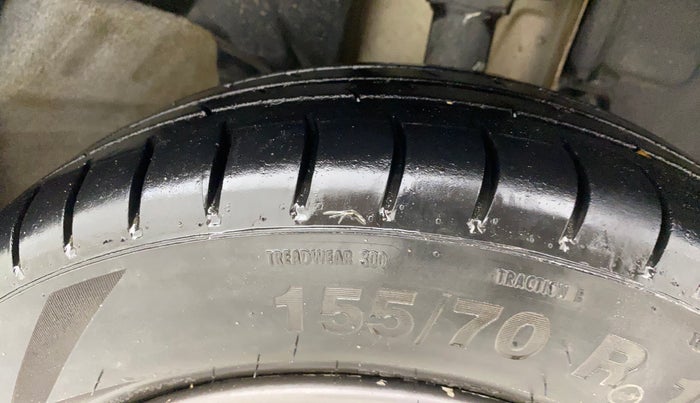 TREADWEAR 300
TRACTION B
155/70 R